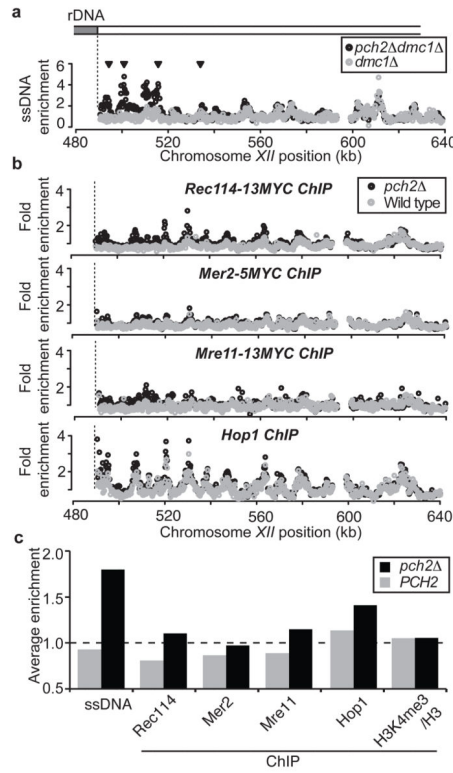 a
rDNA
pch2Δdmc1Δ
dmc1Δ
ssDNA
enrichment
6
4
2
0
480 520 560 600 640
Chromosome XII position (kb)
b
Rec114-13MYC ChIP
pch2Δ
Wild type
Fold
enrichment
4
2
Mer2-5MYC ChIP
Fold
enrichment
4
2
Mre11-13MYC ChIP
Fold
enrichment
4
2
Hop1 ChIP
Fold
enrichment
4
2
480 520 560 600 640
Chromosome XII position (kb)
c
pch2Δ
PCH2
Average enrichment
2.0
1.5
1.0
0.5
ssDNA
Rec114
Mer2
Mre11
Hop1
H3K4me3
/H3
ChIP